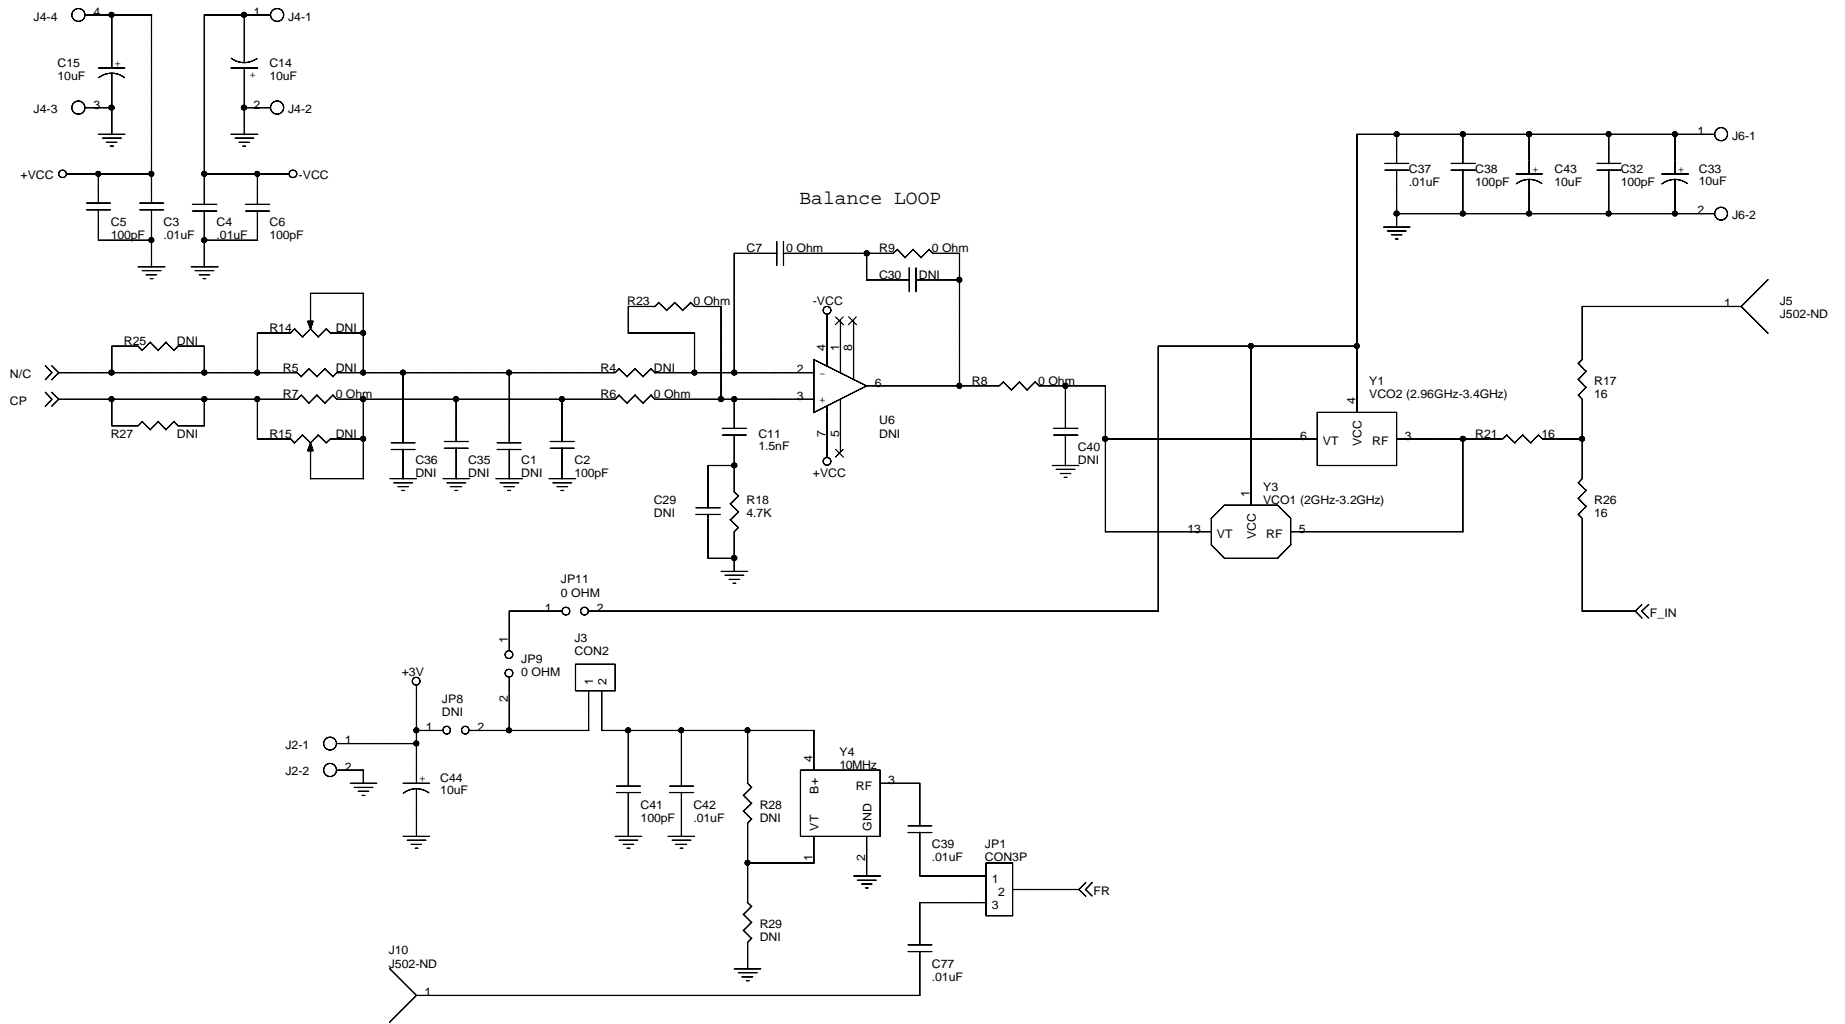 J4-4
4
1
J4-1
C15
10uF
+
C14
10uF
+
J4-3
3
2
J4-2
+VCC
-VCC
C5
100pF
C3
.01uF
C4
.01uF
C6
100pF
Balance LOOP
1
J6-1
C37
.01uF
C38
100pF
+
C43
10uF
C32
100pF
+
C33
10uF
2
J6-2
C7
0 Ohm
R9
0 Ohm
C30
DNI
R23
0 Ohm
-VCC
4
1
8
1
J5
J502-ND
R14
DNI
R25
DNI
N/C
R5
DNI
R4
DNI
2
−
6
R8
0 Ohm
CP
R7
0 Ohm
R6
0 Ohm
3
+
U6
DNI
7
5
+VCC
R27
DNI
R15
DNI
C36
DNI
C35
DNI
C1
DNI
C2
100pF
C11
1.5nF
C29
DNI
R18
4.7K
C40
DNI
Y1
VCO2 (2.96GHz-3.4GHz)
4
6
VT
VCC
RF
3
R21
16
R17
16
R26
16
Y3
VCO1 (2GHz-3.2GHz)
1
13
VT
VCC
RF
5
F_IN
JP11
0 OHM
1
2
1
JP9
0 OHM
2
J3
CON2
1
2
+3V
JP8
DNI
1
2
J2-1
1
J2-2
2
+
C44
10uF
C41
100pF
C42
.01uF
R28
DNI
Y4
10MHz
4
B+
RF
3
VT
GND
1
2
C39
.01uF
JP1
CON3P
1
2
3
FR
R29
DNI
C77
.01uF
J10
J502-ND
1